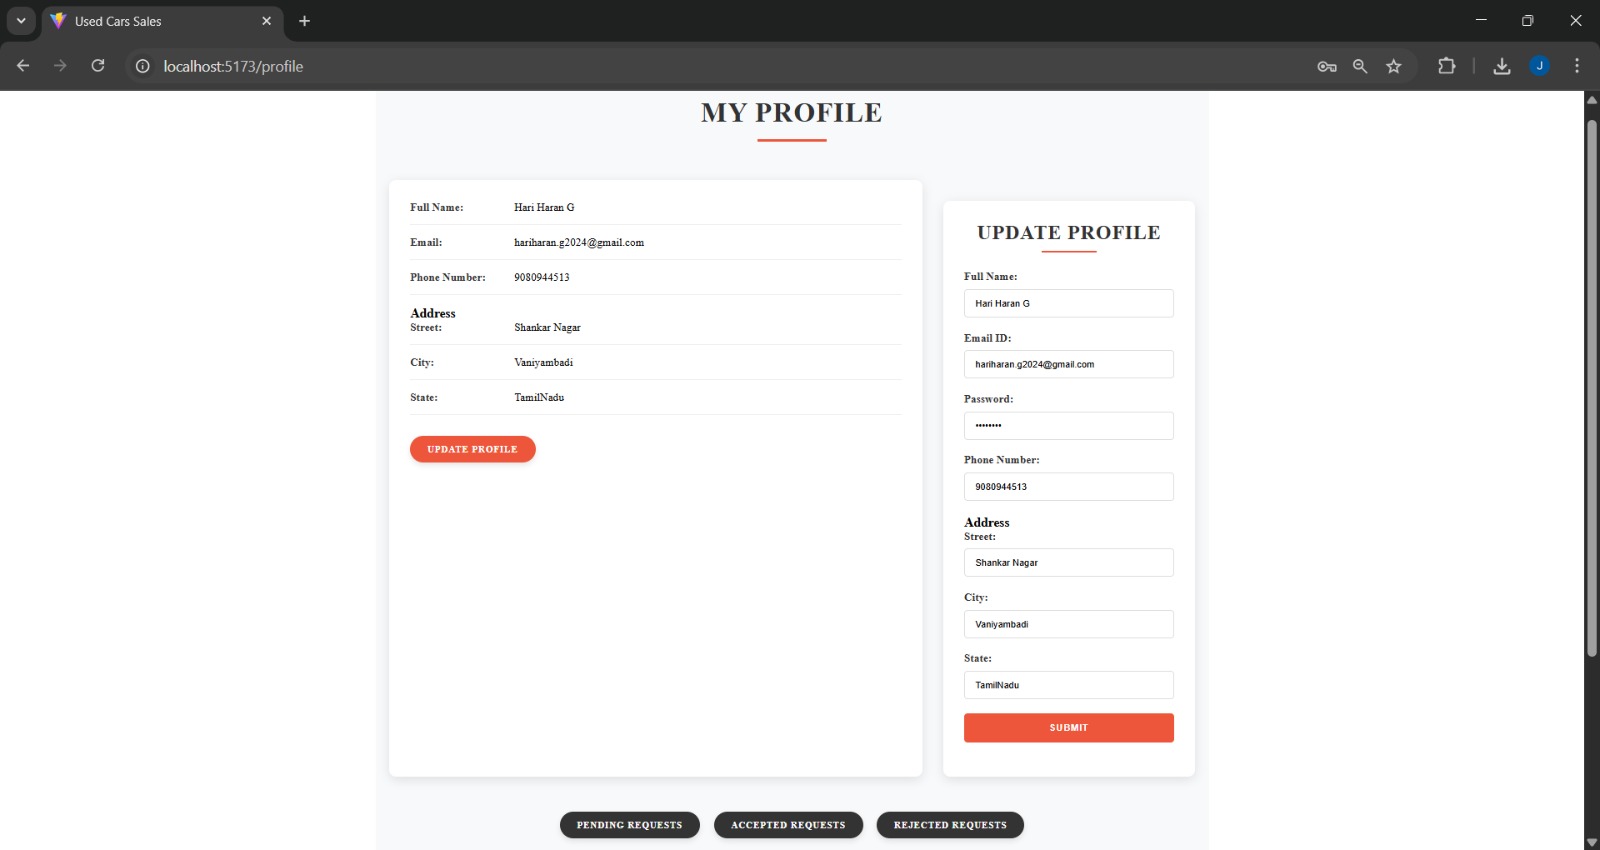 Used Cars Sales
localhost:5173/profile
J
MY PROFILE
Full Name: Hari Haran G
Email: hariharan.g2024@gmail.com
Phone Number: 9080944513
Address
Street: Shankar Nagar
City: Vaniyambadi
State: TamilNadu
UPDATE PROFILE
UPDATE PROFILE
Full Name:
Hari Haran G
Email ID:
hariharan.g2024@gmail.com
Password:
••••••••
Phone Number:
9080944513
Address
Street:
Shankar Nagar
City:
Vaniyambadi
State:
TamilNadu
SUBMIT
PENDING REQUESTS ACCEPTED REQUESTS REJECTED REQUESTS